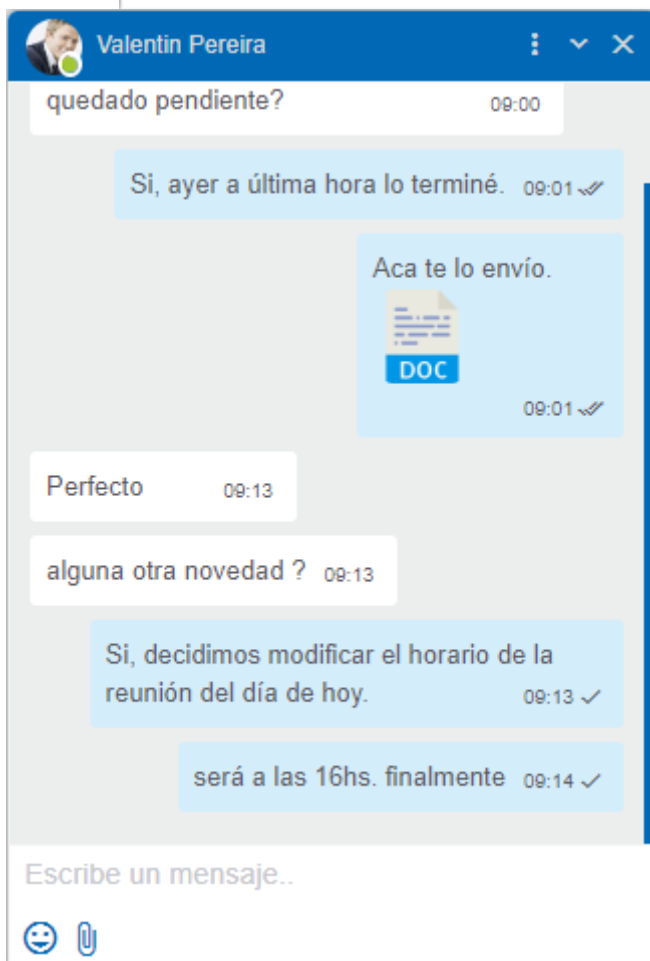 Valentin Pereira
quedado pendiente? 09:00
Si, ayer a última hora lo terminé. 09:01
Aca te lo envío.
DOC
09:01
Perfecto 09:13
alguna otra novedad ? 09:13
Si, decidimos modificar el horario de la
reunión del día de hoy. 09:13
será a las 16hs. finalmente 09:14
Escribe un mensaje..